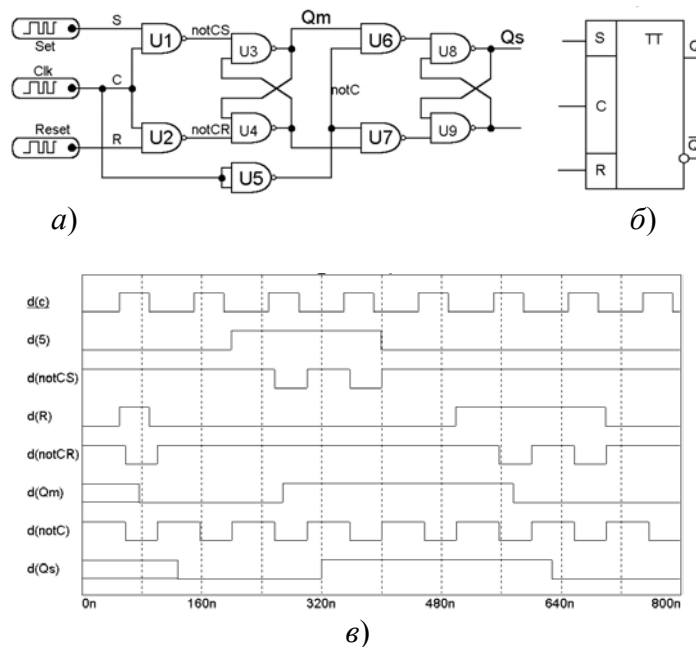 Set
S
U1
notCS
U3
Qm
U6
U8
Qs
Clk
C
notC
Reset
R
U2
notCR
U4
U7
U9
U5
S
TT
Q
C
R
Q
а)
б)
d(c)
d(5)
d(notCS)
d(R)
d(notCR)
d(Qm)
d(notC)
d(Qs)
0n 160n 320n 480n 640n 800n
в)